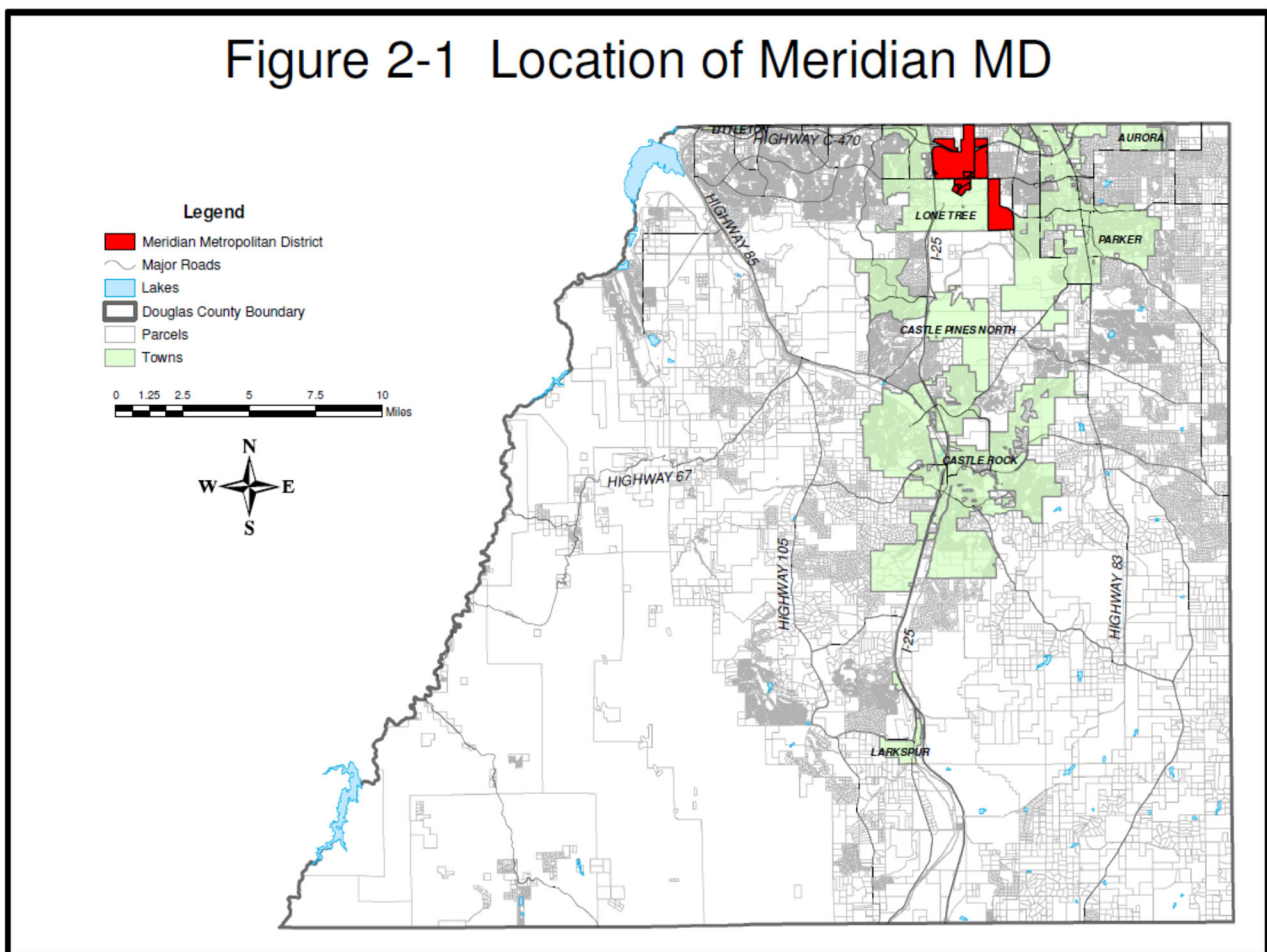 Figure 2-1 Location of Meridian MD
LITTLETON
HIGHWAY C-470
AURORA
HIGHWAY 85
LONE TREE
I-25
PARKER
Legend
Meridian Metropolitan District
Major Roads
Lakes
Douglas County Boundary
Parcels
Towns
0 1.25 2.5 5 7.5 10
Miles
N
W E
S
CASTLE PINES NORTH
CASTLE ROCK
HIGHWAY 67
HIGHWAY 105
HIGHWAY 83
I-25
LARKSPUR